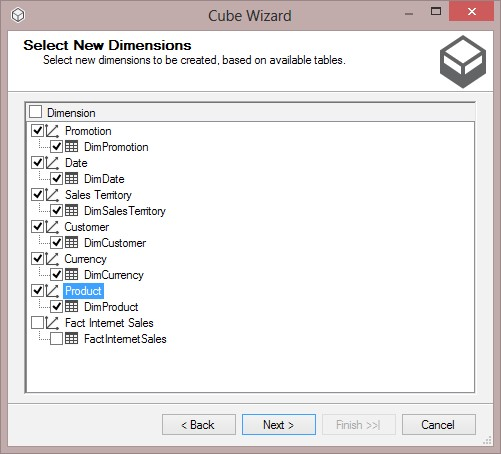 Cube Wizard
Select New Dimensions
Select new dimensions to be created, based on available tables.
Dimension
Promotion
DimPromotion
Date
DimDate
Sales Territory
DimSalesTerritory
Customer
DimCustomer
Currency
DimCurrency
Product
DimProduct
Fact Internet Sales
FactInternetSales
< Back Next > Finish >>| Cancel